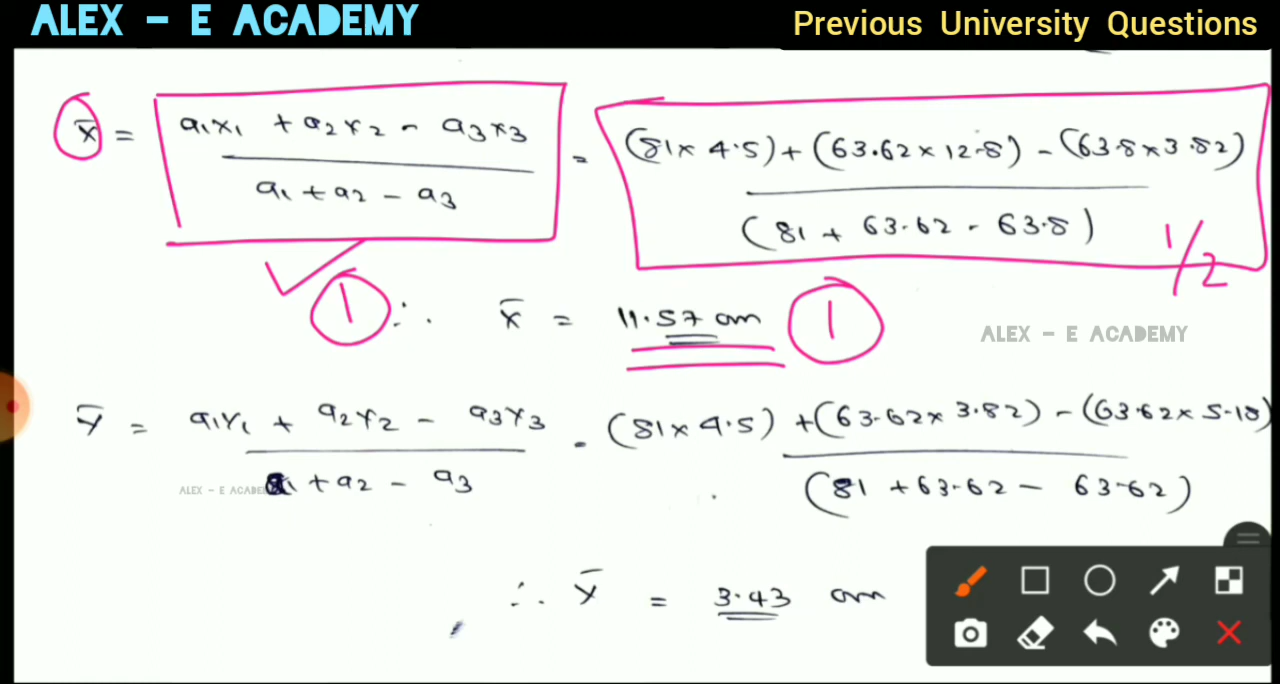 ALEX – E ACADEMY
Previous University Questions
x̄ = a₁x₁ + a₂x₂ - a₃x₃ / a₁ + a₂ - a₃ = (81 x 4.5) + (63.62 x 12.8) - (63.8 x 3.82) / (81 + 63.62 - 63.8)
1/2
1
∴ x̄ = 11.57 cm
1
ALEX – E ACADEMY
ȳ = a₁y₁ + a₂y₂ - a₃y₃ / a₁ + a₂ - a₃ = (81 x 4.5) + (63.62 x 3.82) - (63.62 x 5.18) / (81 + 63.62 - 63.62)
∴ ȳ = 3.43 cm